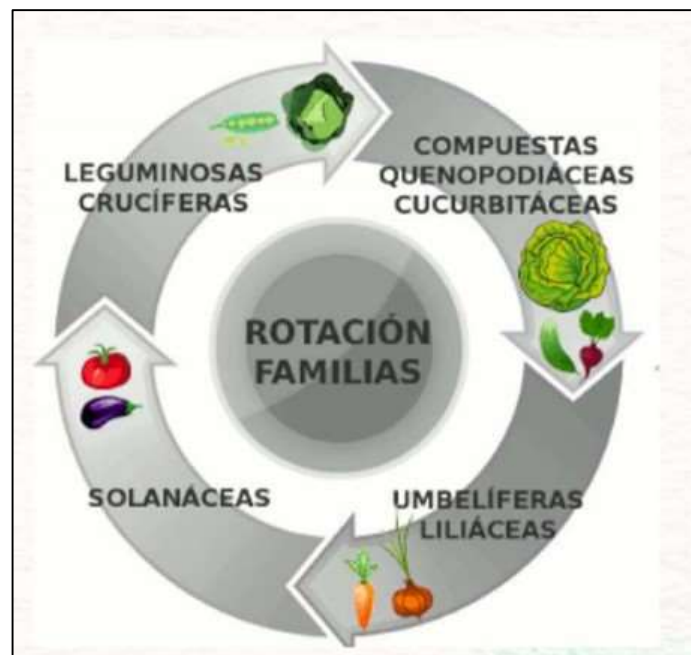 LEGUMINOSAS
CRUCÍFERAS
COMPUESTAS
QUENOPODIÁCEAS
CUCURBITÁCEAS
ROTACIÓN
FAMILIAS
SOLANÁCEAS
UMBELÍFERAS
LILIÁCEAS